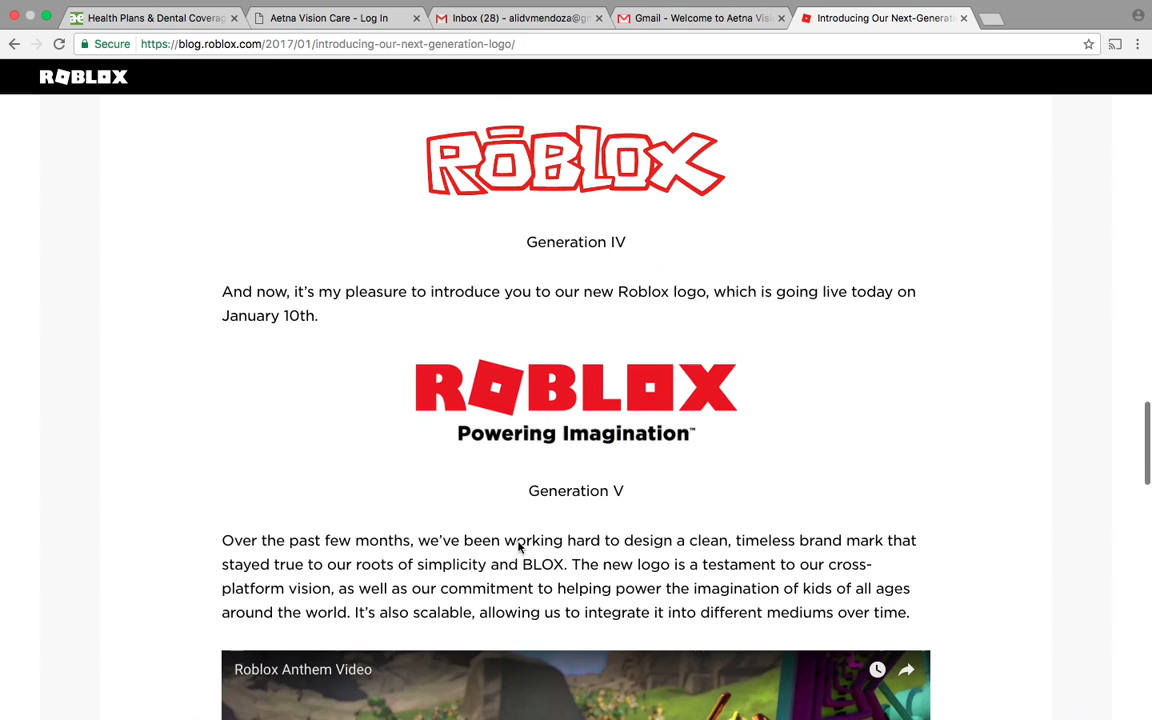 Health Plans & Dental Coverag
Aetna Vision Care - Log In
Inbox (28) - alidvmendoza@gr
Gmail - Welcome to Aetna Visi
Introducing Our Next-Generati
Secure
https://blog.roblox.com/2017/01/introducing-our-next-generation-logo/
ROBLOX
ROBLOX
Generation IV
And now, it's my pleasure to introduce you to our new Roblox logo, which is going live today on
January 10th.
ROBLOX
Powering Imagination™
Generation V
Over the past few months, we've been working hard to design a clean, timeless brand mark that
stayed true to our roots of simplicity and BLOX. The new logo is a testament to our cross-
platform vision, as well as our commitment to helping power the imagination of kids of all ages
around the world. It's also scalable, allowing us to integrate it into different mediums over time.
Roblox Anthem Video